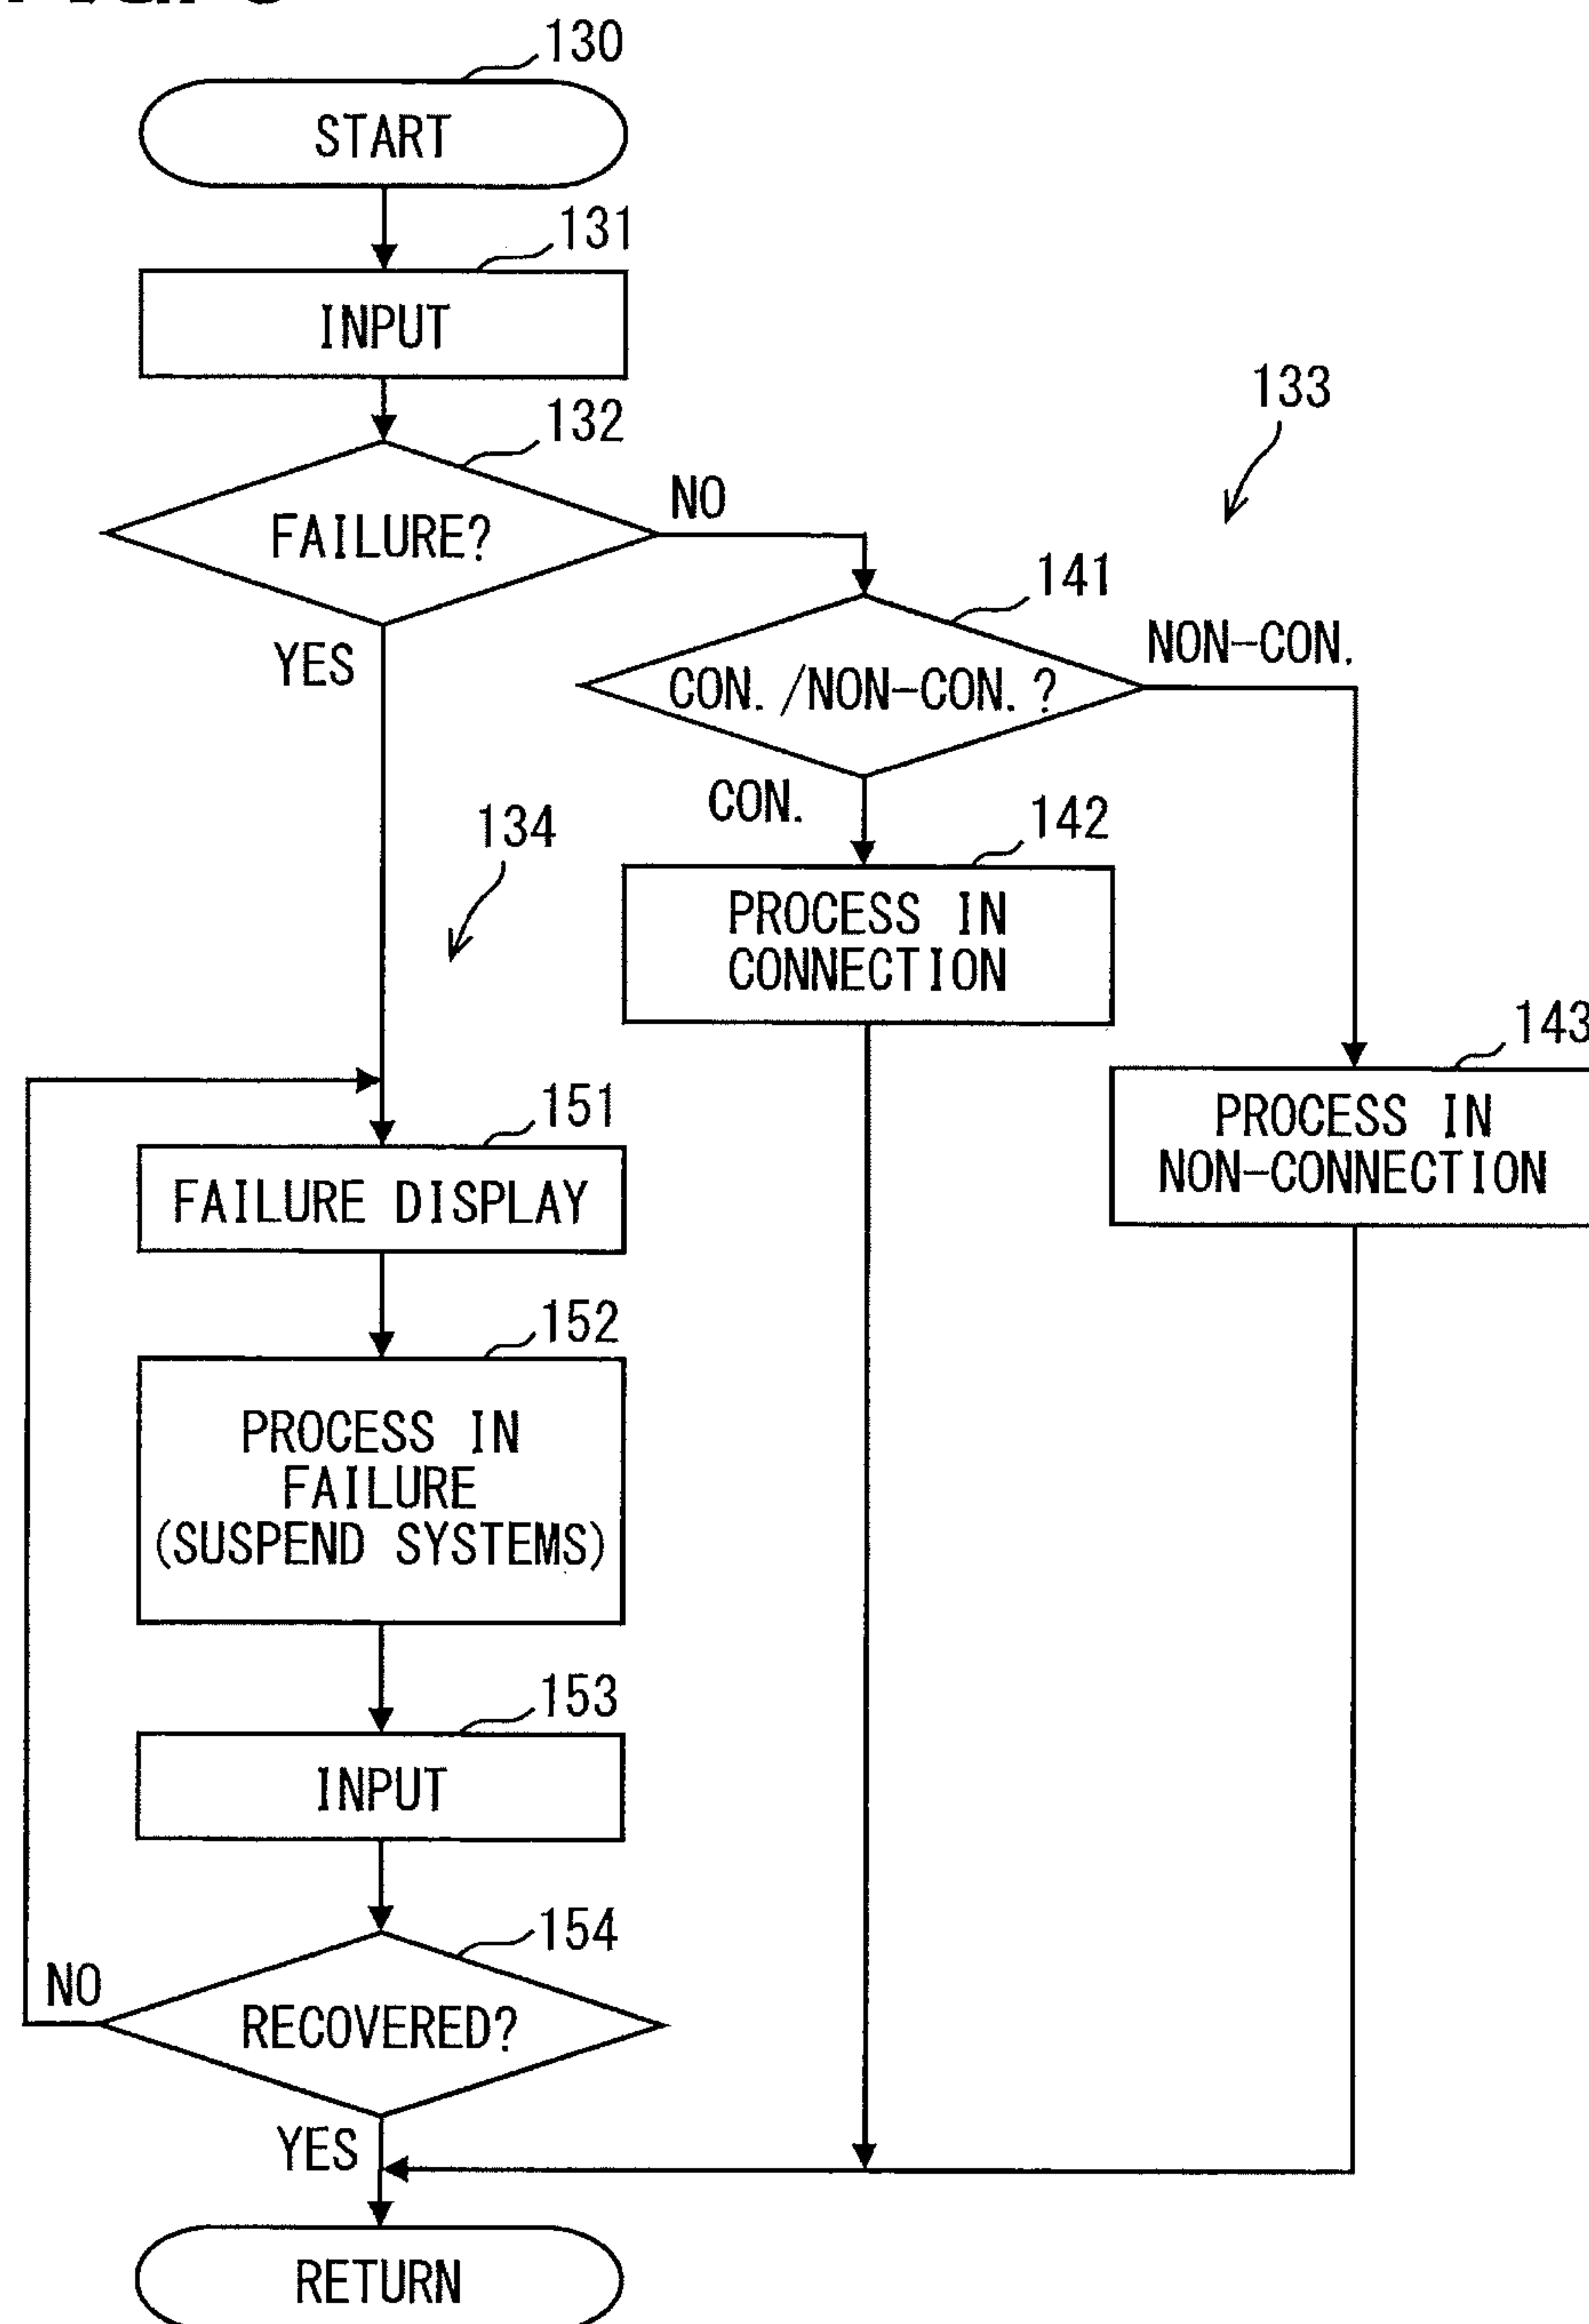 130
START
131
INPUT
132
FAILURE?
NO
YES
133
141
CON./NON-CON.?
NON-CON.
CON.
134
142
PROCESS IN
CONNECTION
143
PROCESS IN
NON-CONNECTION
151
FAILURE DISPLAY
152
PROCESS IN
FAILURE
(SUSPEND SYSTEMS)
153
INPUT
154
RECOVERED?
NO
YES
RETURN